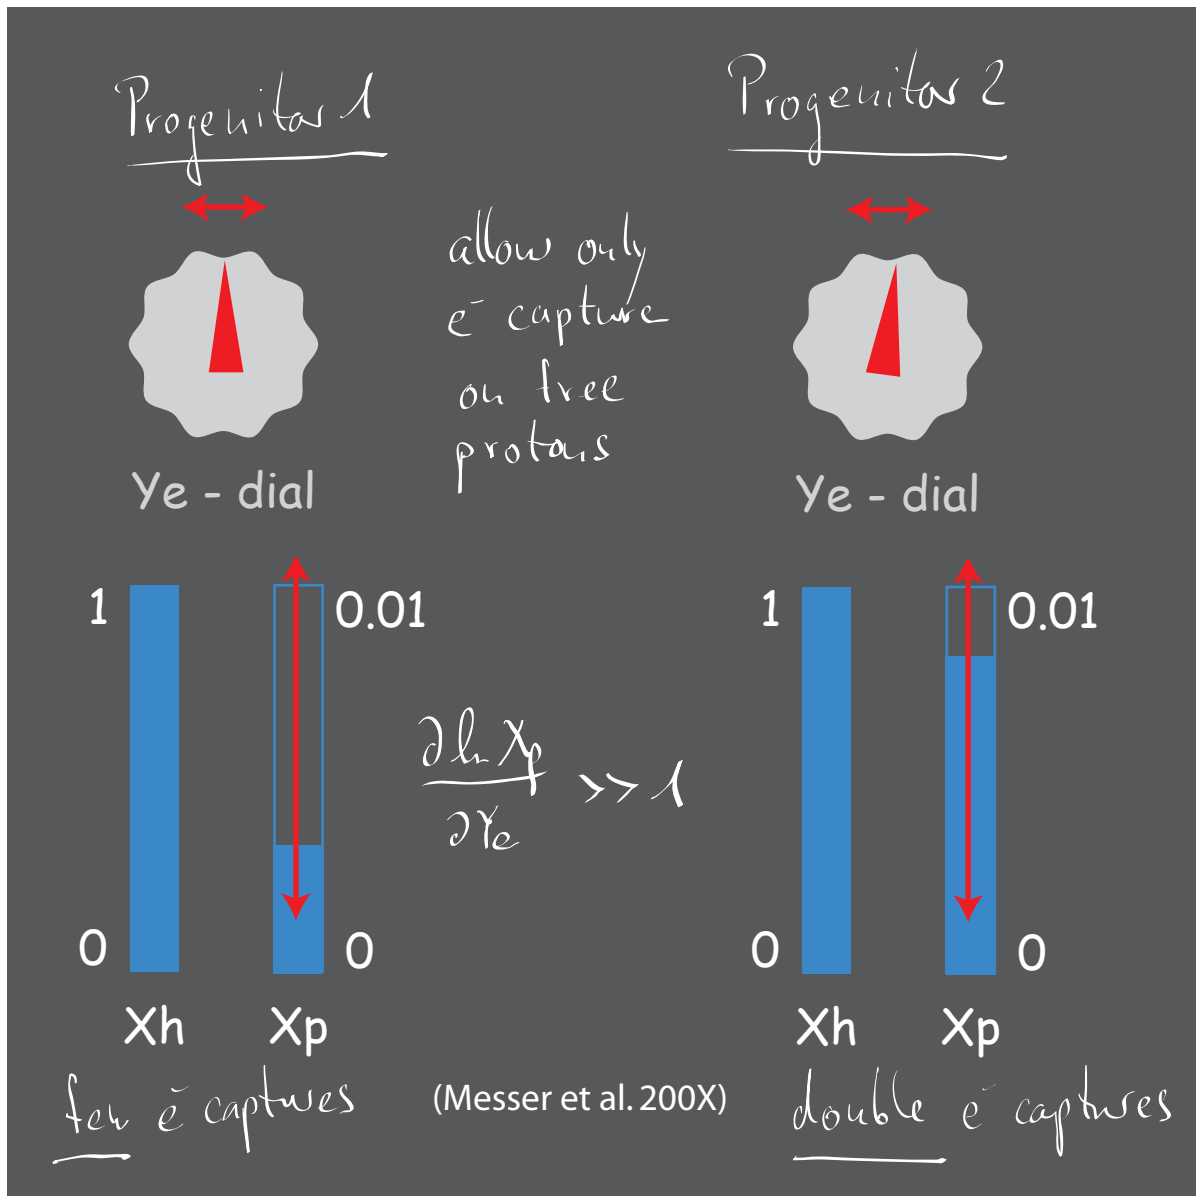 Progenitor 1
Progenitor 2
allow only
e⁻ capture
on free
protons
Ye - dial
Ye - dial
1
0.01
1
0.01
∂ ln Xp
∂Ye
>> 1
0
0
0
0
Xh
Xp
Xh
Xp
few e⁻ captures
(Messer et al. 200X)
double e⁻ captures